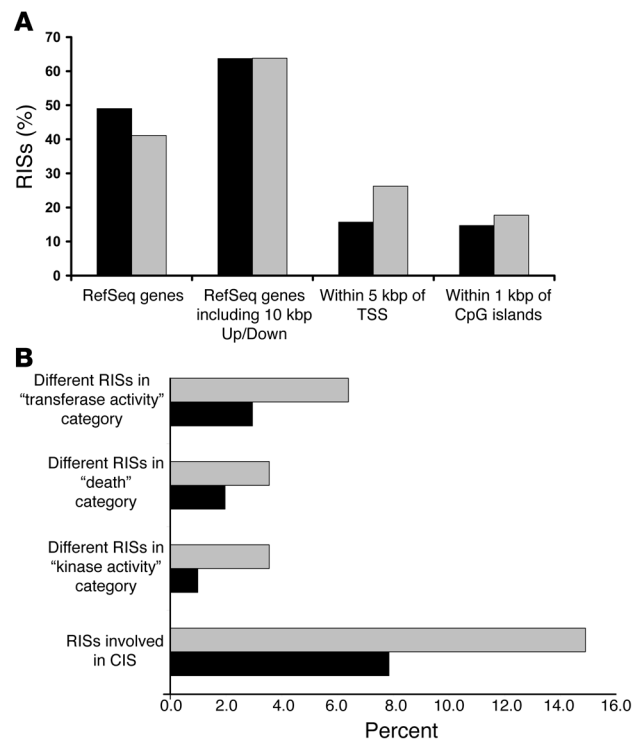 A
70
60
50
40
30
20
10
0
RISs (%)
RefSeq genes
RefSeq genes
including 10 kbp
Up/Down
Within 5 kbp of
TSS
Within 1 kbp of
CpG islands
B
Different RISs in
“transferase activity”
category
Different RISs in
“death”
category
Different RISs in
“kinase activity”
category
RISs involved
in CIS
0.0 2.0 4.0 6.0 8.0 10.0 12.0 14.0 16.0
Percent